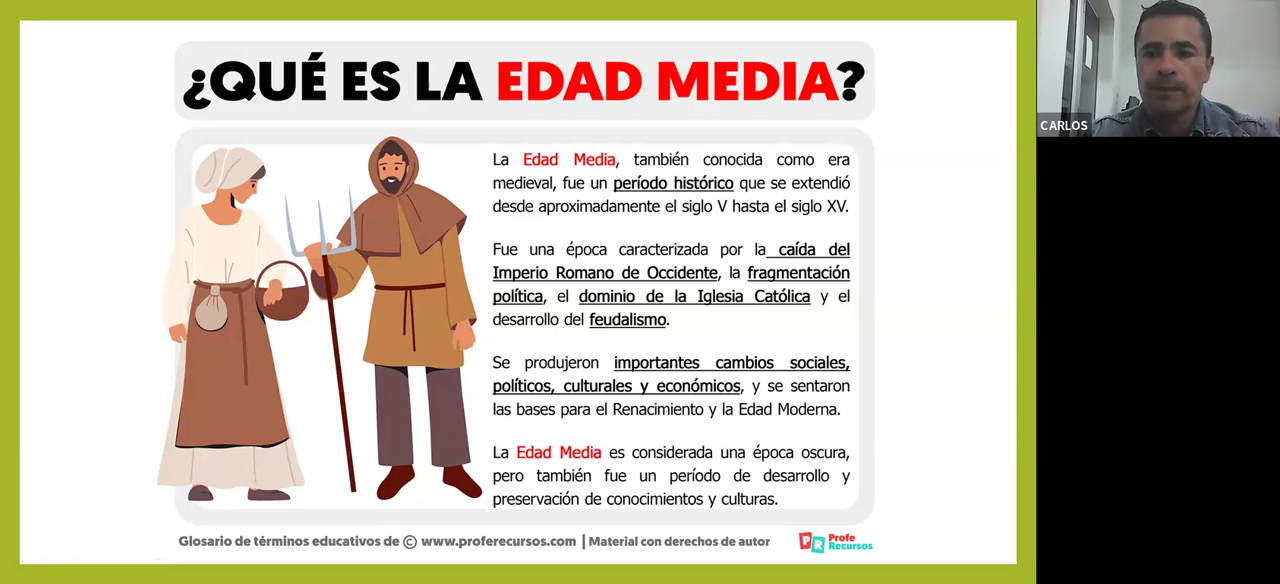 ¿QUÉ ES LA EDAD MEDIA?
CARLOS
La Edad Media, también conocida como era
medieval, fue un período histórico que se extendió
desde aproximadamente el siglo V hasta el siglo XV.
Fue una época caracterizada por la caída del
Imperio Romano de Occidente, la fragmentación
política, el dominio de la Iglesia Católica y el
desarrollo del feudalismo.
Se produjeron importantes cambios sociales,
políticos, culturales y económicos, y se sentaron
las bases para el Renacimiento y la Edad Moderna.
La Edad Media es considerada una época oscura,
pero también fue un período de desarrollo y
preservación de conocimientos y culturas.
Glosario de términos educativos de © www.proferecursos.com | Material con derechos de autor
PR Profe
Recursos